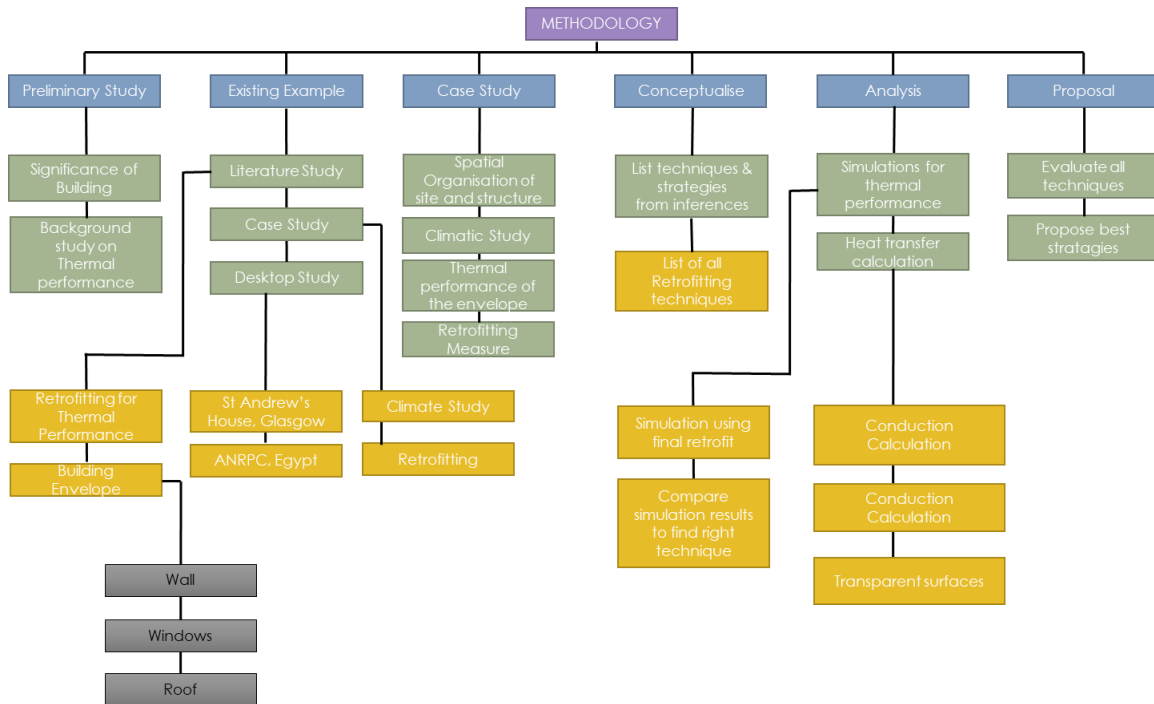 METHODOLOGY
Preliminary Study
Existing Example
Case Study
Conceptualise
Analysis
Proposal
Significance of
Building
Background
study on
Thermal
performance
Literature Study
Case Study
Desktop Study
Spatial
Organisation of
site and structure
Climatic Study
Thermal
performance of
the envelope
Retrofitting
Measure
List techniques &
strategies
from inferences
List of all
Retrofitting
techniques
Simulations for
thermal
performance
Heat transfer
calculation
Evaluate all
techniques
Propose best
stratagies
Retrofitting for
Thermal
Performance
Building
Envelope
St Andrew's
House, Glasgow
ANRPC, Egypt
Climate Study
Retrofitting
Simulation using
final retrofit
Compare
simulation results
to find right
technique
Conduction
Calculation
Conduction
Calculation
Transparent surfaces
Wall
Windows
Roof